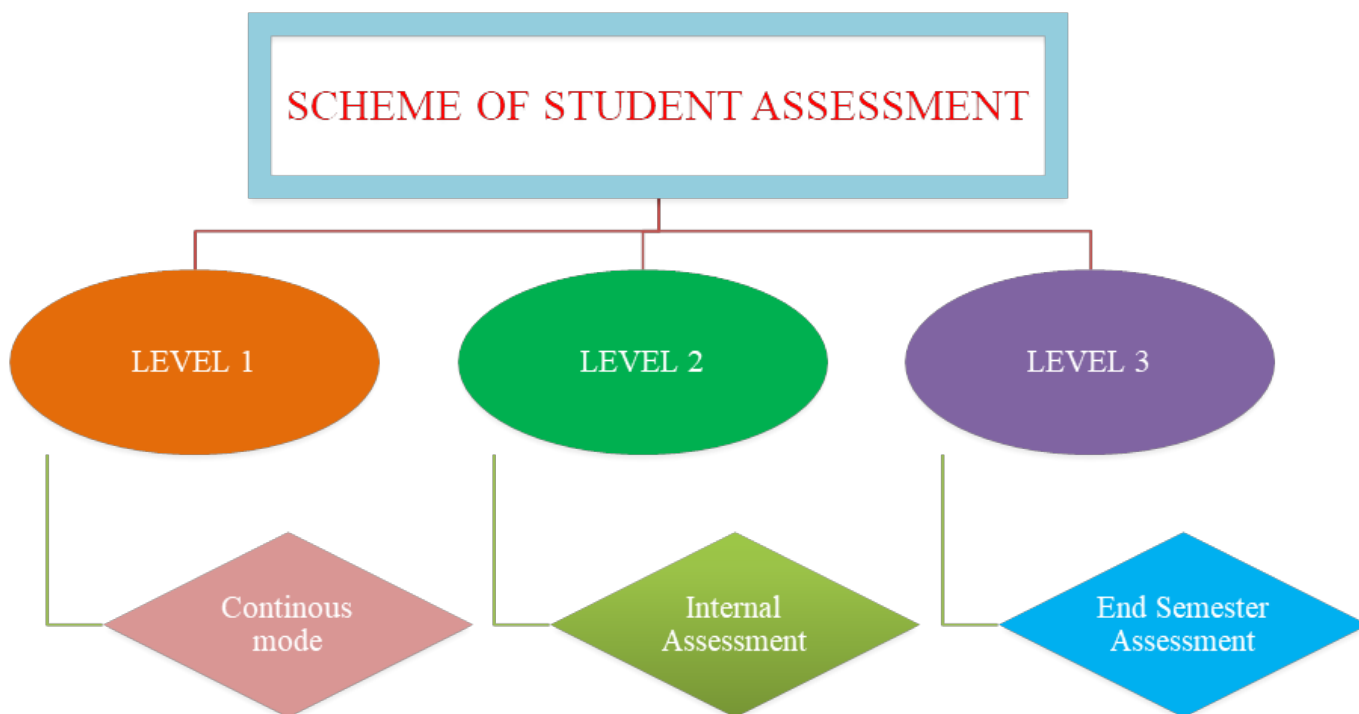 SCHEME OF STUDENT ASSESSMENT
LEVEL 1
LEVEL 2
LEVEL 3
Continous
mode
Internal
Assessment
End Semester
Assessment